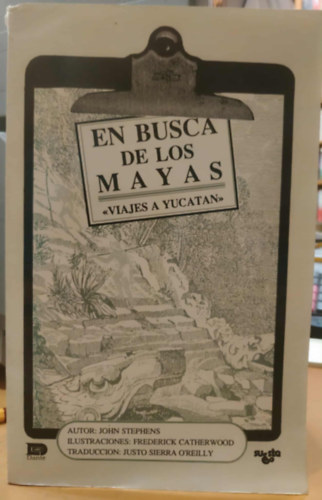 EN BUSCA
DE LOS
MAYAS
«VIAJES A YUCATAN»
AUTOR: JOHN STEPHENS
ILUSTRACIONES: FREDERICK CATHERWOOD
TRADUCCION: JUSTO SIERRA O'REILLY